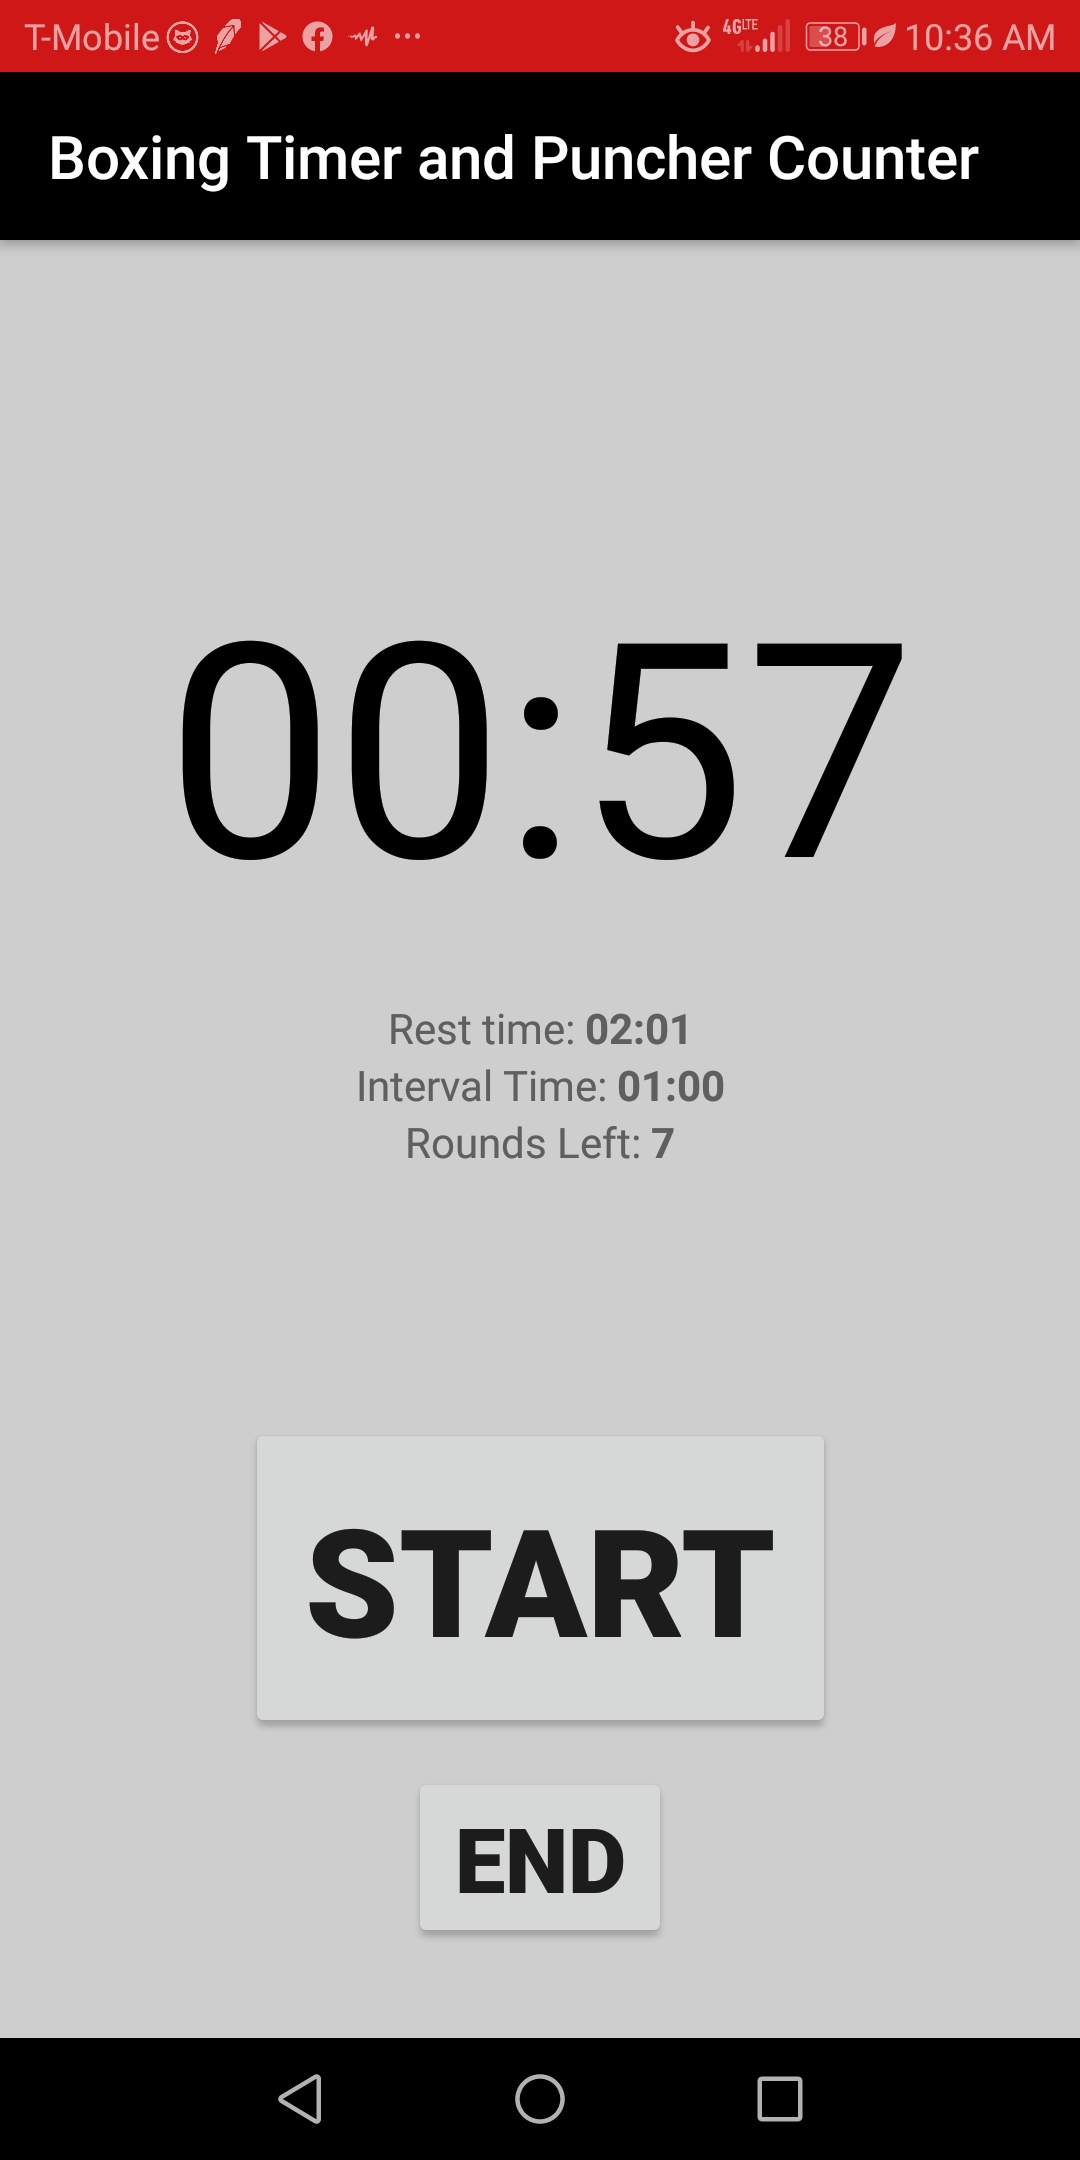 T-Mobile 4G LTE 38 10:36 AM
Boxing Timer and Puncher Counter
00:57
Rest time: 02:01
Interval Time: 01:00
Rounds Left: 7
START
END